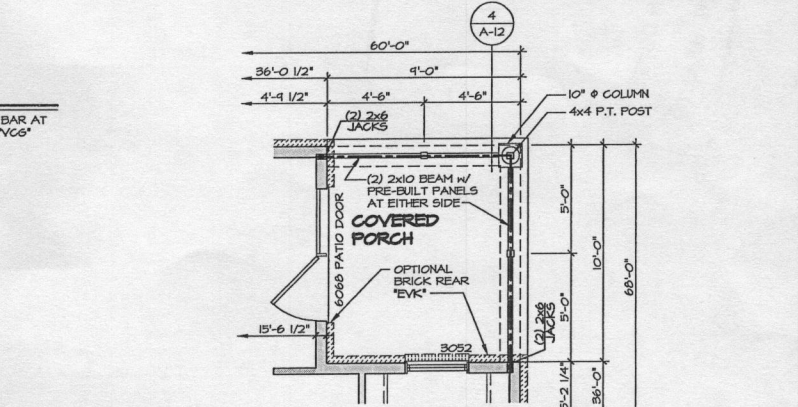 4
A-12
60'-0"
36'-0 1/2"
9'-0"
4'-9 1/2"
4'-6"
4'-6"
10" Φ COLUMN
4x4 P.T. POST
BAR AT
VCG"
(2) 2x6
JACKS
(2) 2x10 BEAM w/
PRE-BUILT PANELS
AT EITHER SIDE
COVERED
PORCH
6068 PATIO DOOR
OPTIONAL
BRICK REAR
"EVK"
15'-6 1/2"
3052
(2) 2x6
JACKS
5'-0"
5'-0"
10'-0"
68'-0"
5'-2 1/4"
36'-0"